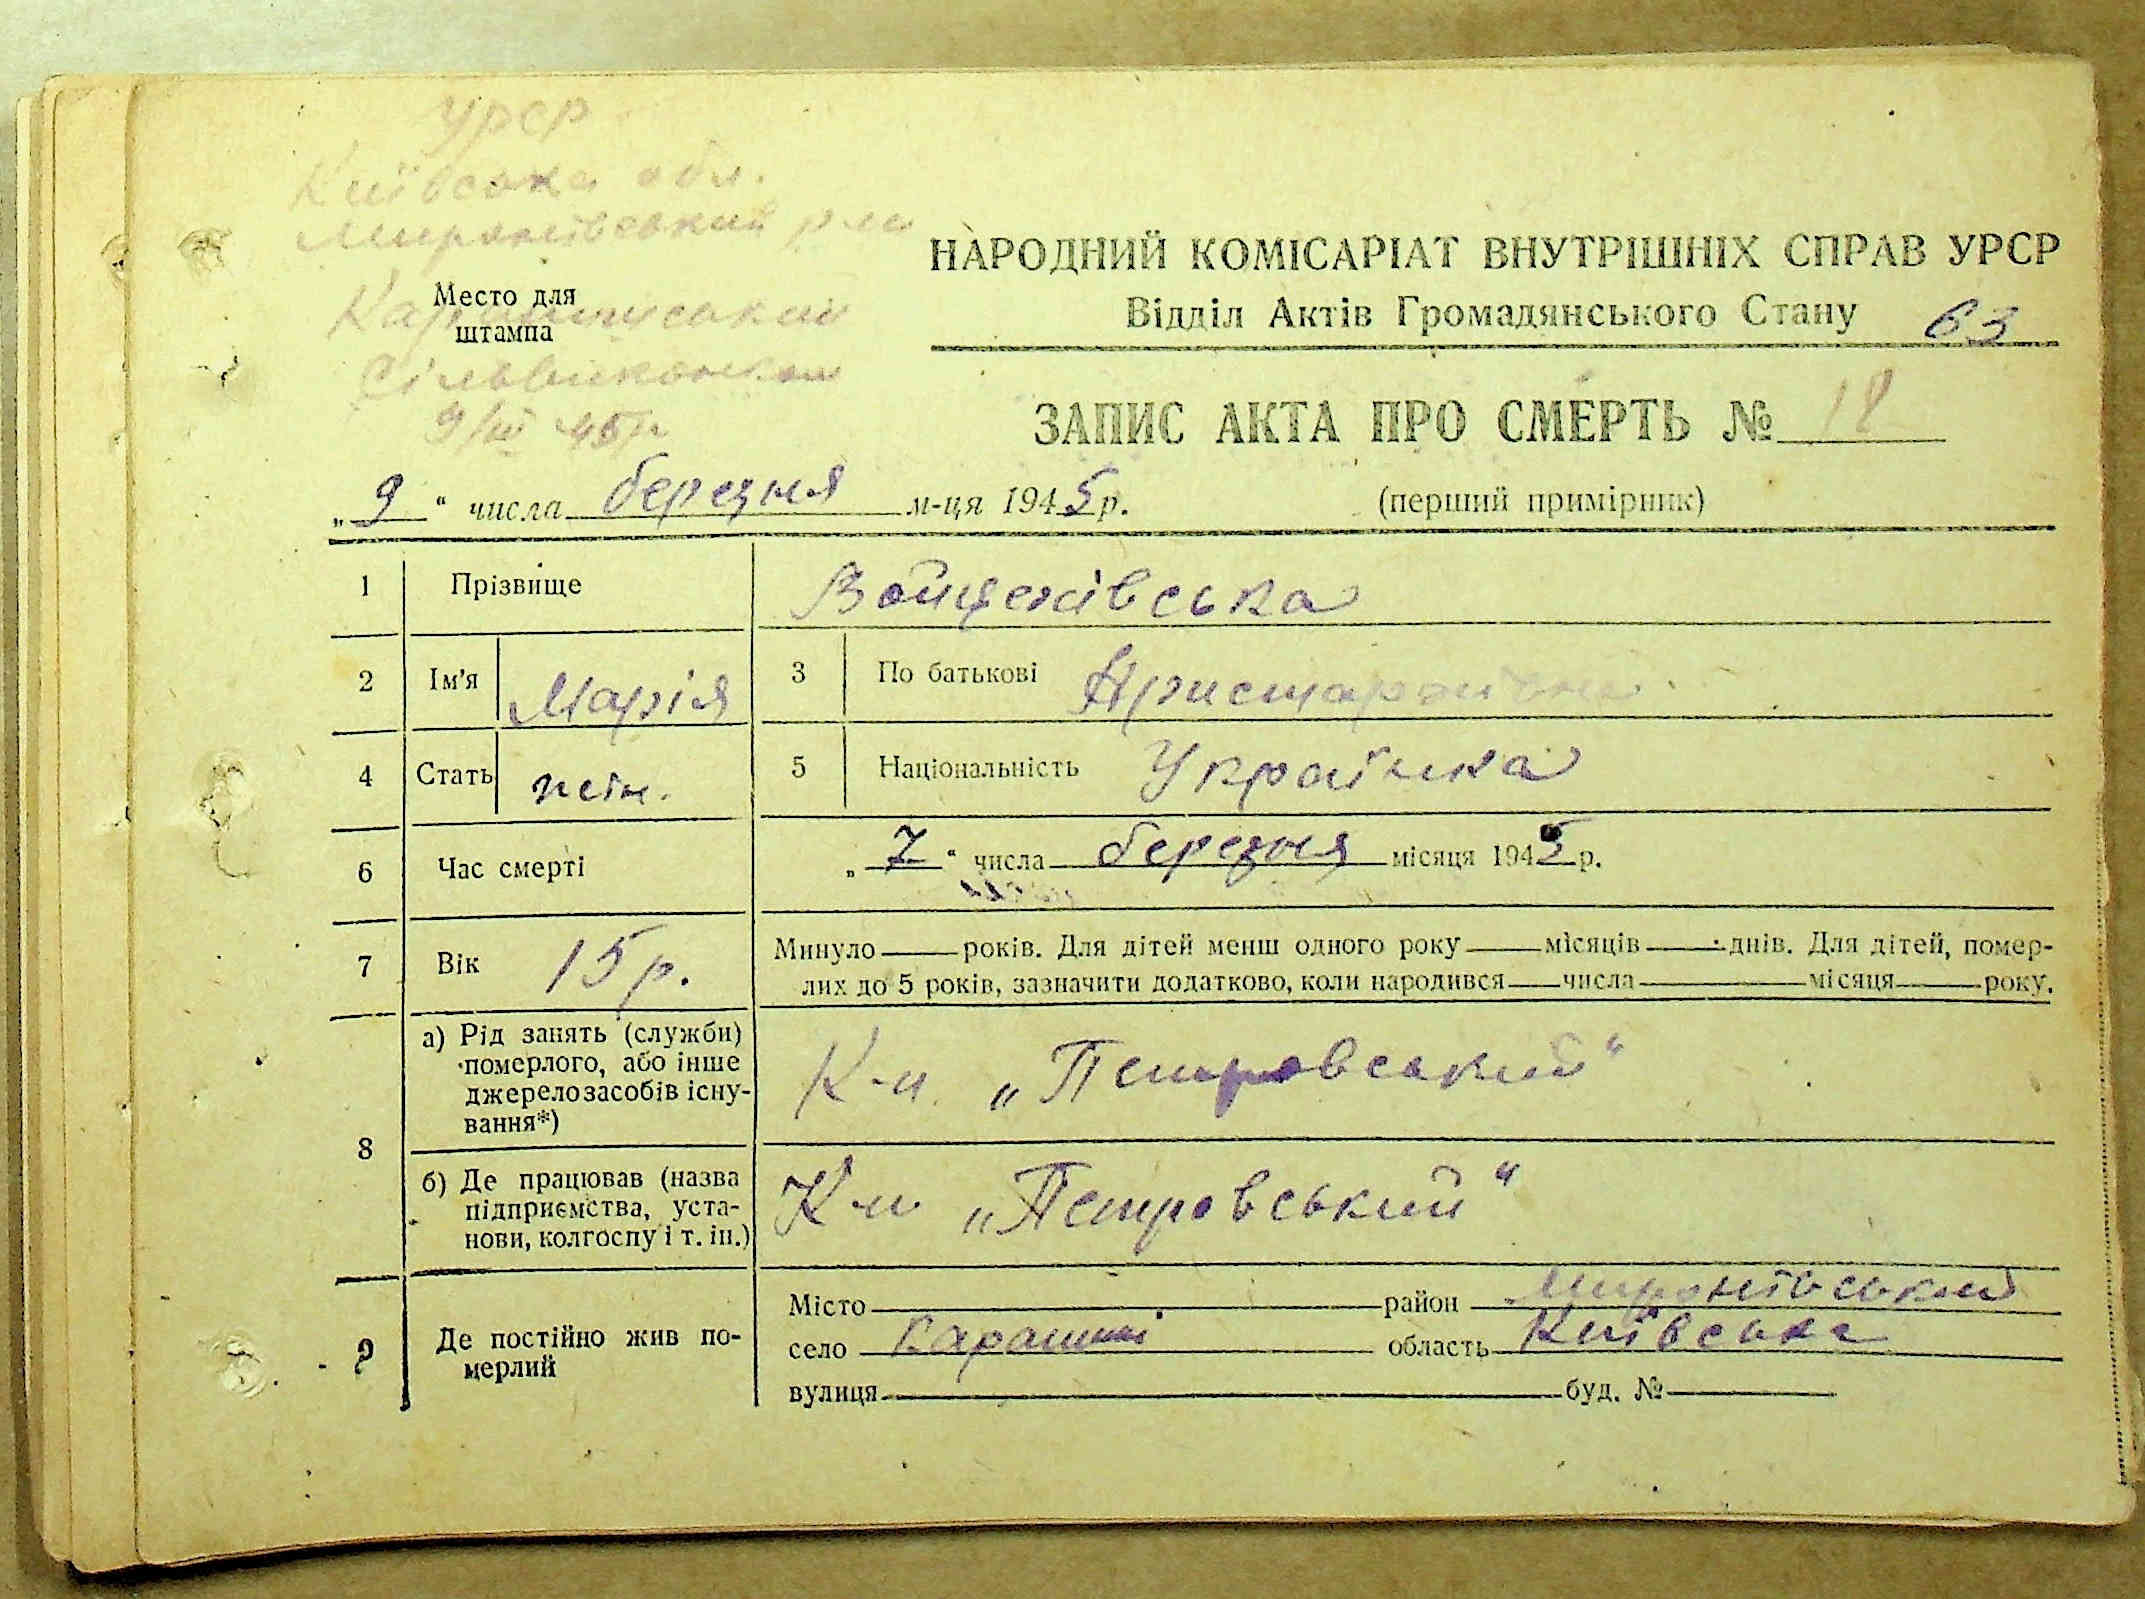 УРСР
Київська обл.
Миронівський р-н
Место для
штампа
Карапишський
Сільвиконком
9/III 45 р
НАРОДНИЙ КОМІСАРІАТ ВНУТРІШНІХ СПРАВ УРСР
Відділ Актів Громадянського Стану 63
ЗАПИС АКТА ПРО СМЕРТЬ № 18
„9“ числа березня м-ця 1945 р. (перший примірник)
1 Прізвище Войцехівська
2 Ім'я Марія 3 По батькові Аристархівна
4 Стать жін. 5 Національність Українка
6 Час смерті „7“ числа березня місяця 1945 р.
7 Вік 15 р. Минуло років. Для дітей менш одного року місяців днів. Для дітей, помер-
лих до 5 років, зазначити додатково, коли народився числа місяця року.
8 а) Рід занять (служби)
померлого, або інше
джерело засобів існу-
вання*)
К-п „Петровський“
б) Де працював (назва
підприємства, уста-
нови, колгоспу і т. ін.)
К-п „Петровський“
9 Де постійно жив по-
мерлий
Місто район Миронівський
село Карапиші область Київська
вулиця буд. №